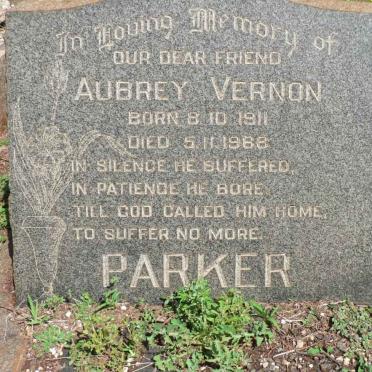 In Loving Memory of
OUR DEAR FRIEND
AUBREY VERNON
BORN 8.10.1911
DIED 5.11.1968
IN SILENCE HE SUFFERED,
IN PATIENCE HE BORE,
TILL GOD CALLED HIM HOME,
TO SUFFER NO MORE.
PARKER